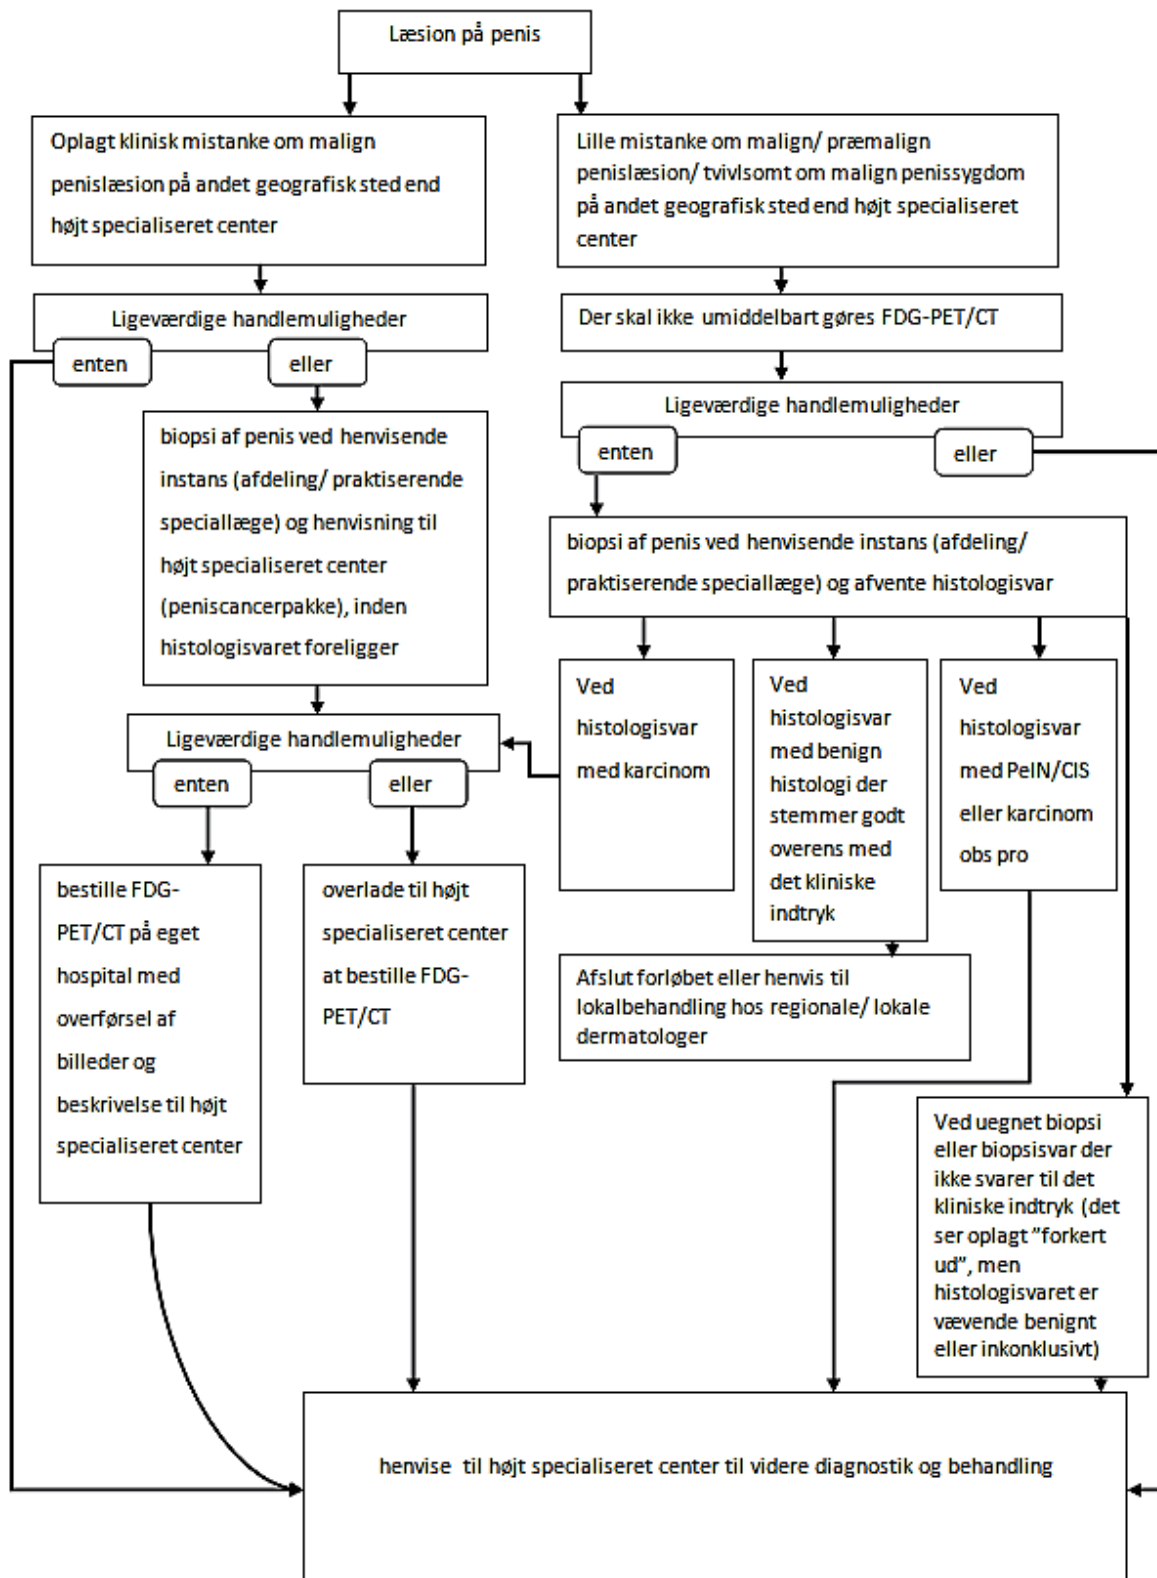 Læsion på penis
Oplagt klinisk mistanke om malign
penislæsion på andet geografisk sted end
højt specialiseret center
Lille mistanke om malign/ præmalign
penislæsion/ tvivlsomt om malign penissygdom
på andet geografisk sted end højt specialiseret
center
Ligeværdige handlemuligheder
enten
eller
Der skal ikke umiddelbart gøres FDG-PET/CT
Ligeværdige handlemuligheder
enten
eller
biopsi af penis ved henvisende
instans (afdeling/ praktiserende
speciallæge) og henvisning til
højt specialiseret center
(peniscancerpakke), inden
histologisvaret foreligger
biopsi af penis ved henvisende instans (afdeling/
praktiserende speciallæge) og afvente histologisvar
Ligeværdige handlemuligheder
enten
eller
Ved
histologisvar
med karcinom
Ved
histologisvar
med benign
histologi der
stemmer godt
overens med
det kliniske
indtryk
Ved
histologisvar
med PeIN/CIS
eller karcinom
obs pro
bestille FDG-
PET/CT på eget
hospital med
overførsel af
billeder og
beskrivelse til højt
specialiseret center
overlade til højt
specialiseret center
at bestille FDG-
PET/CT
Afslut forløbet eller henvis til
lokalbehandling hos regionale/ lokale
dermatologer
Ved uegnet biopsi
eller biopsisvar der
ikke svarer til det
kliniske indtryk (det
ser oplagt ”forkert
ud”, men
histologisvaret er
vævende benignt
eller inkonklusivt)
henvise  til højt specialiseret center til videre diagnostik og behandling